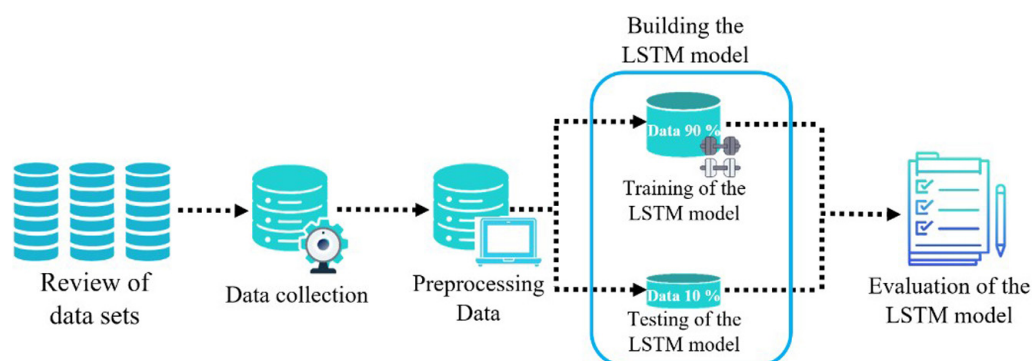 Building the
LSTM model
Data 90 %
Training of the
LSTM model
Review of
data sets
Data collection
Preprocessing
Data
Data 10 %
Testing of the
LSTM model
Evaluation of the
LSTM model